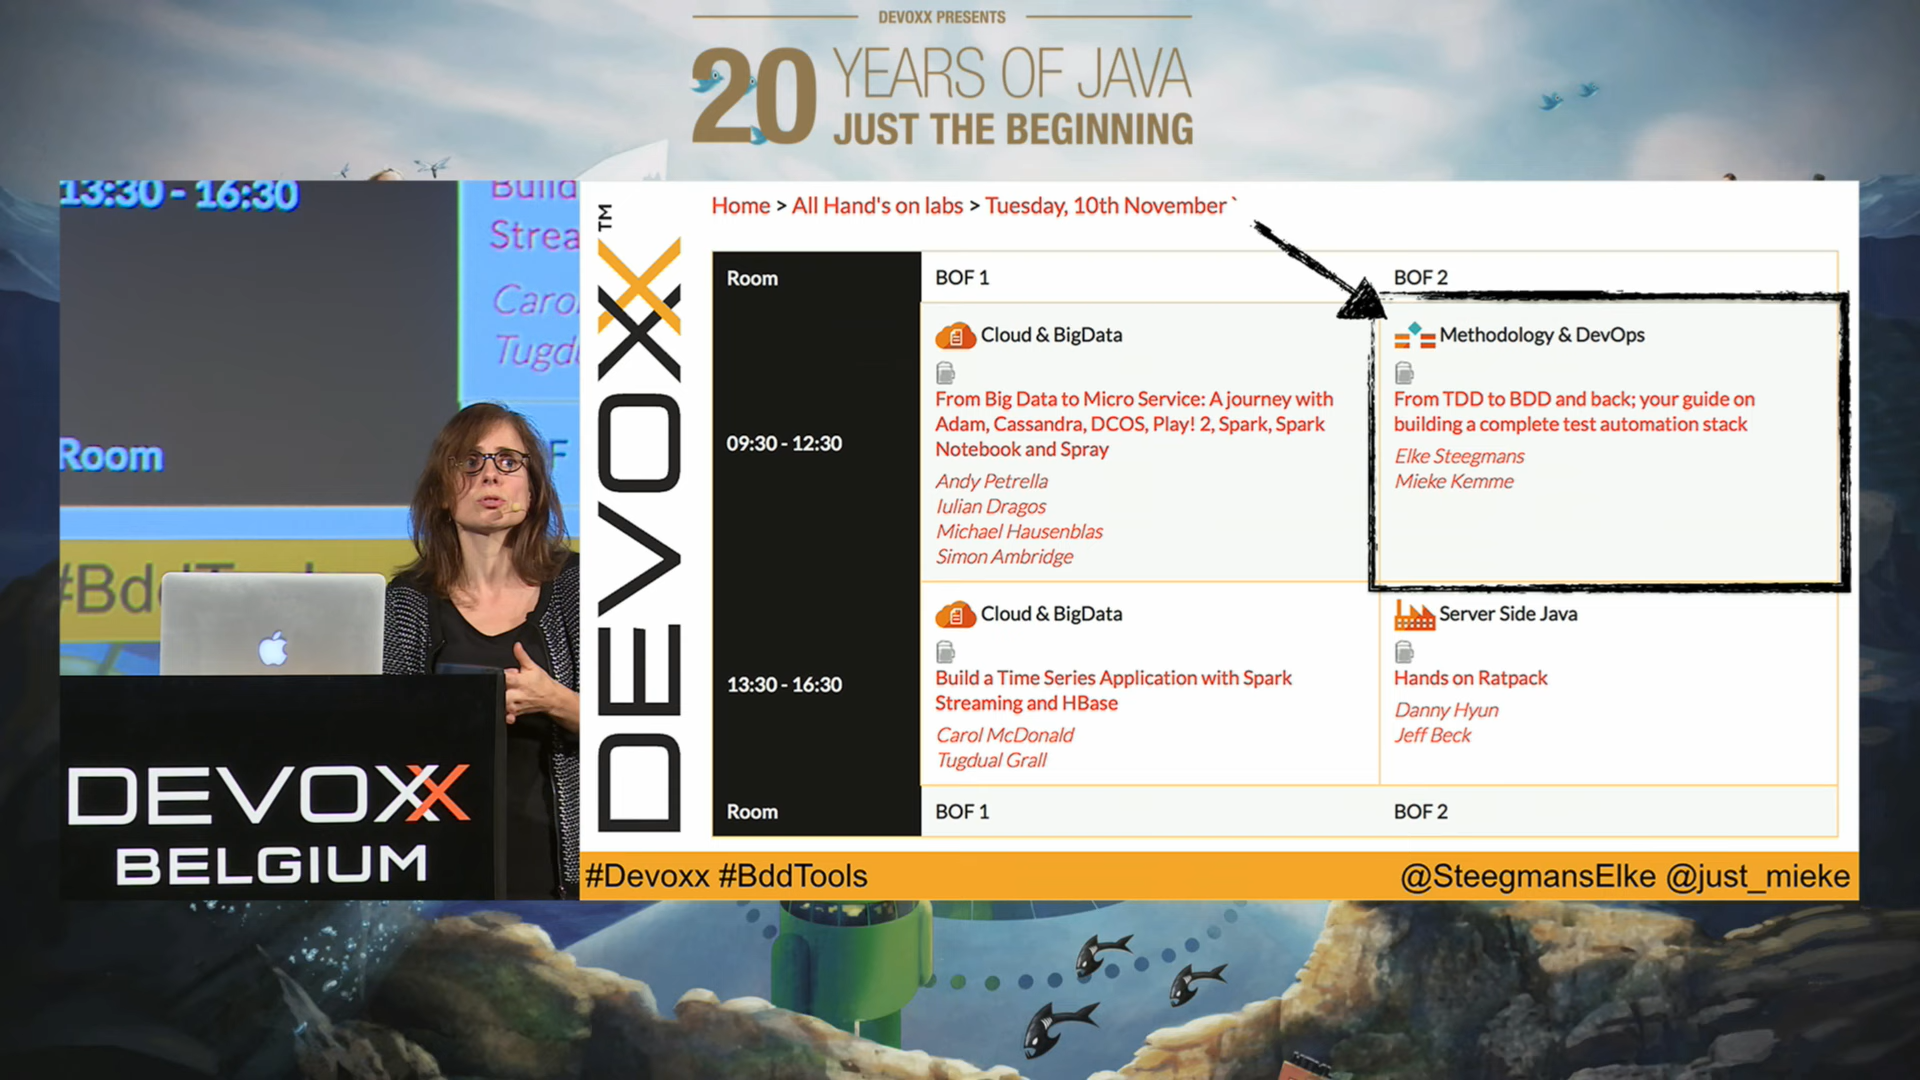 DEVOXX PRESENTS
20 YEARS OF JAVA
JUST THE BEGINNING
13:30 - 16:30
Build
Strea
Carol
Tugd
Room
F
#Bdd
DEVOXX
BELGIUM
DEVOXX™
Home > All Hand's on labs > Tuesday, 10th November `
Room
BOF 1
BOF 2
09:30 - 12:30
Cloud & BigData
From Big Data to Micro Service: A journey with
Adam, Cassandra, DCOS, Play! 2, Spark, Spark
Notebook and Spray
Andy Petrella
Iulian Dragos
Michael Hausenblas
Simon Ambridge
Methodology & DevOps
From TDD to BDD and back; your guide on
building a complete test automation stack
Elke Steegmans
Mieke Kemme
13:30 - 16:30
Cloud & BigData
Build a Time Series Application with Spark
Streaming and HBase
Carol McDonald
Tugdual Grall
Server Side Java
Hands on Ratpack
Danny Hyun
Jeff Beck
Room
BOF 1
BOF 2
#Devoxx #BddTools
@SteegmansElke @just_mieke